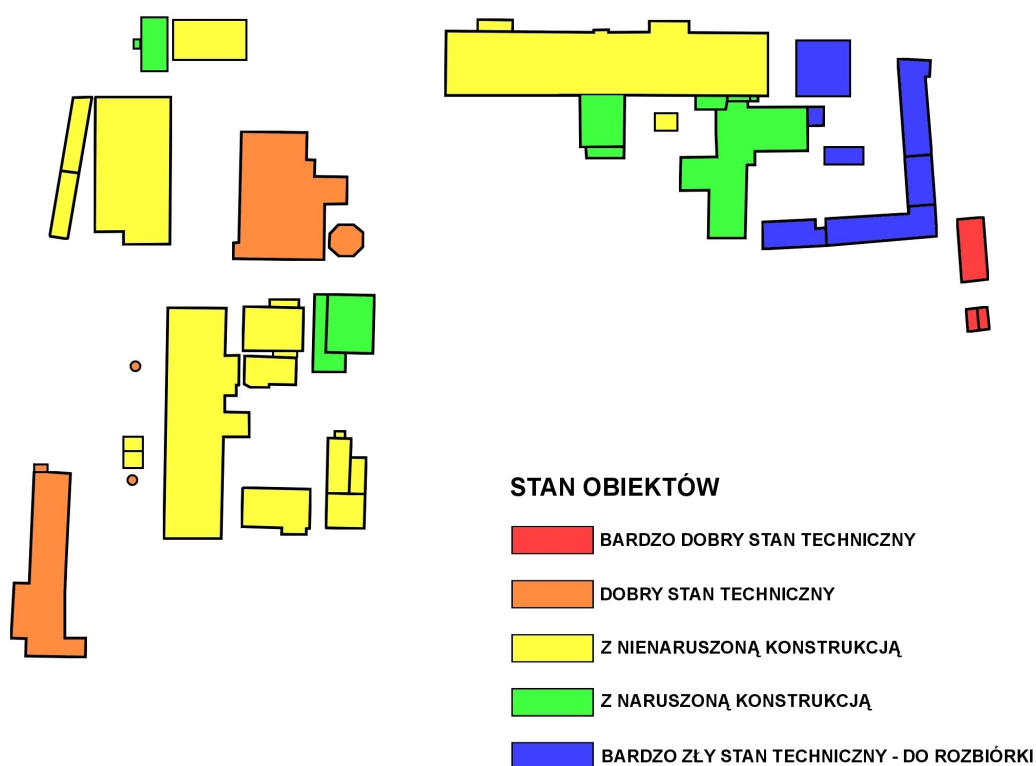 STAN OBIEKTÓW
BARDZO DOBRY STAN TECHNICZNY
DOBRY STAN TECHNICZNY
Z NIENARUSZONĄ KONSTRUKCJĄ
Z NARUSZONĄ KONSTRUKCJĄ
BARDZO ZŁY STAN TECHNICZNY - DO ROZBIÓRKI